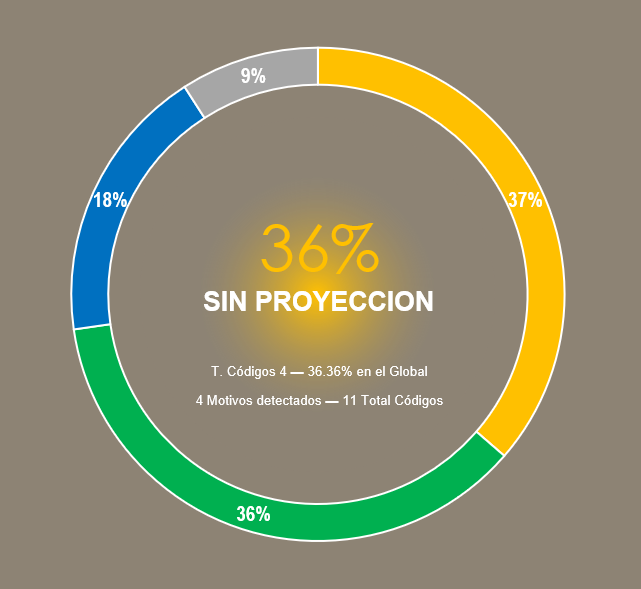 9%
18%
37%
36%
SIN PROYECCION
T. Códigos 4 — 36.36% en el Global
4 Motivos detectados — 11 Total Códigos
36%